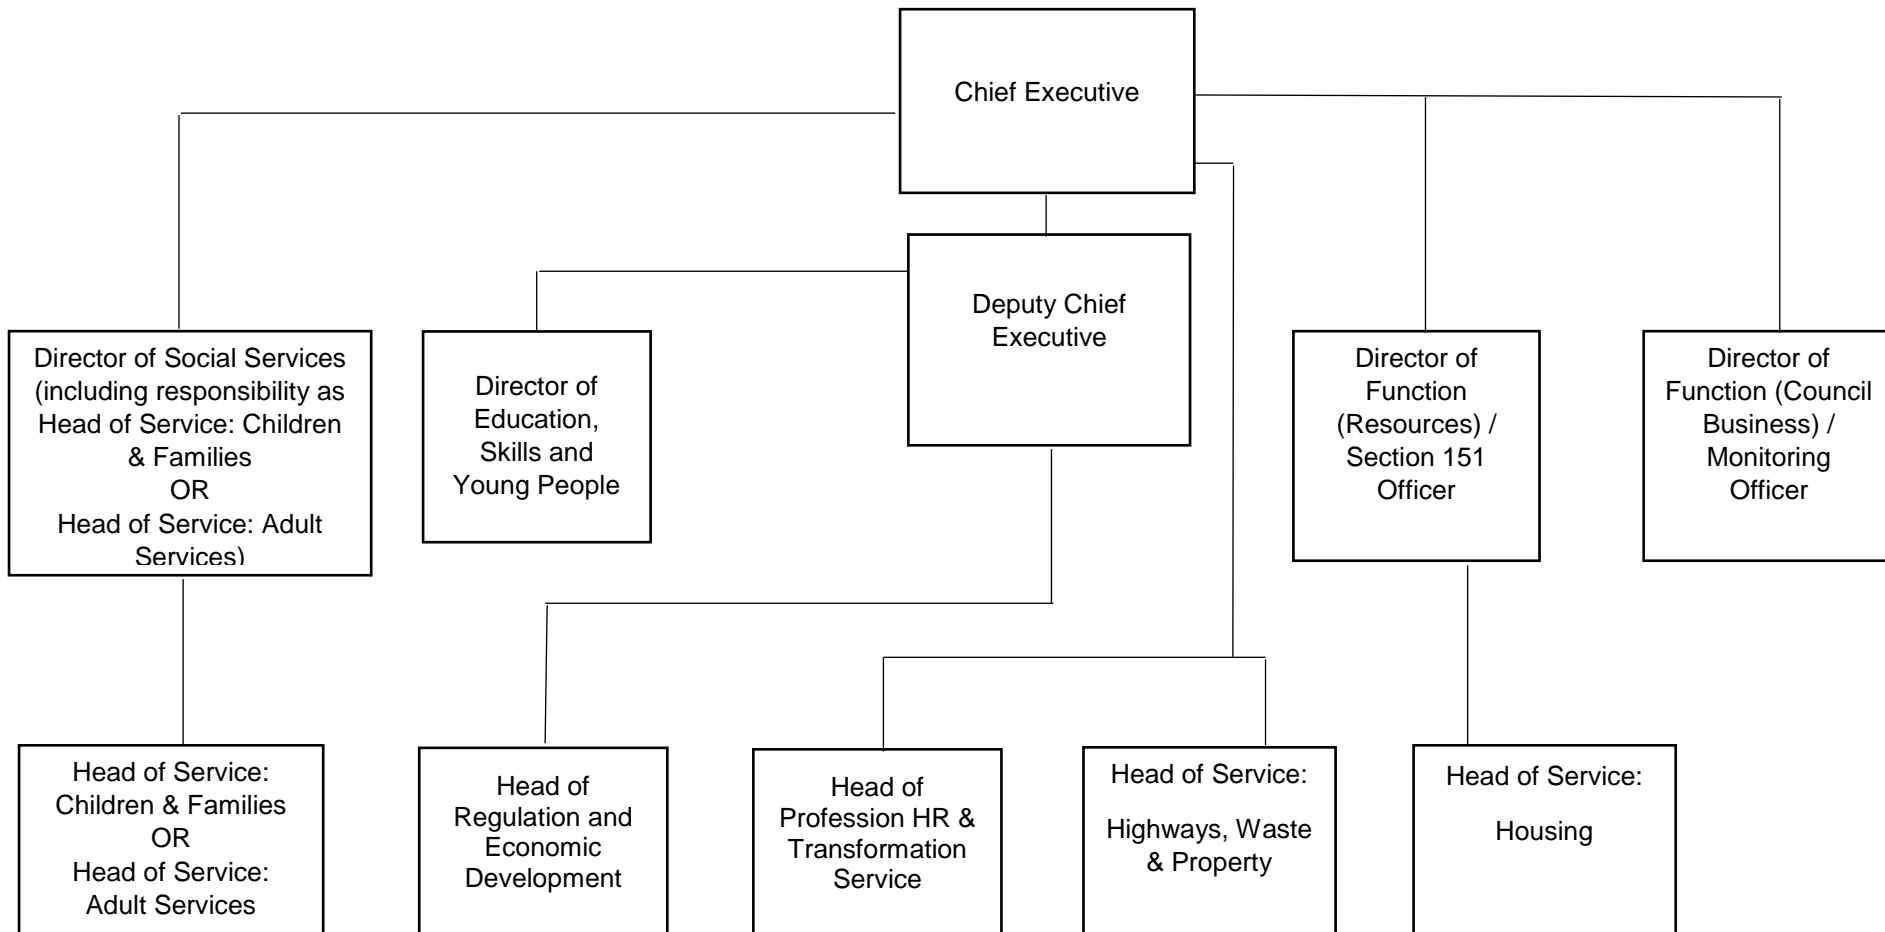 Chief Executive
Deputy Chief
Executive
Director of Social Services
(including responsibility as
Head of Service: Children
& Families
OR
Head of Service: Adult
Services)
Director of
Education,
Skills and
Young People
Director of
Function
(Resources) /
Section 151
Officer
Director of
Function (Council
Business) /
Monitoring
Officer
Head of Service:
Children & Families
OR
Head of Service:
Adult Services
Head of
Regulation and
Economic
Development
Head of
Profession HR &
Transformation
Service
Head of Service:
Highways, Waste
& Property
Head of Service:
Housing